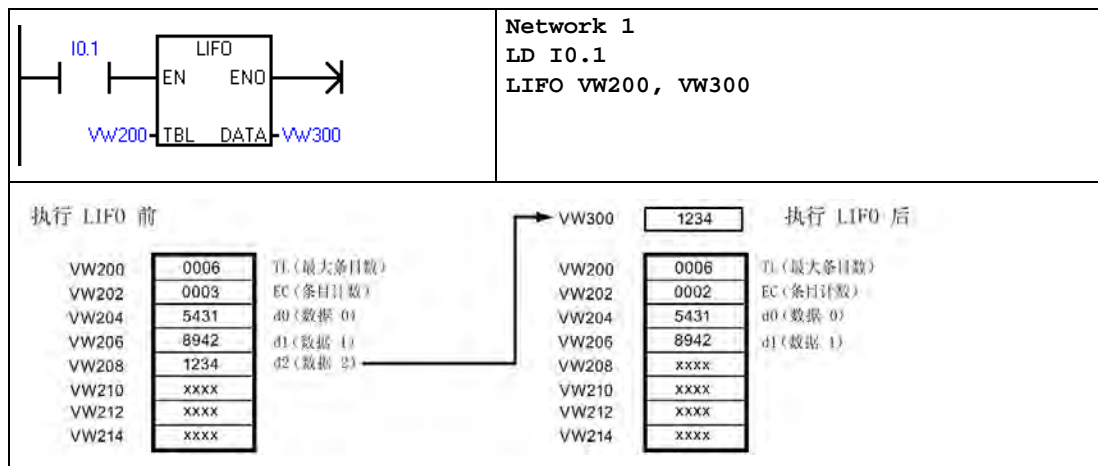 I0.1
LIFO
EN ENO
VW200 TBL DATA VW300
Network 1
LD I0.1
LIFO VW200, VW300
执行 LIFO 前
VW200 0006 TL(最大条目数)
VW202 0003 EC(条目计数)
VW204 5431 d0(数据 0)
VW206 8942 d1(数据 1)
VW208 1234 d2(数据 2)
VW210 xxxx
VW212 xxxx
VW214 xxxx
VW300 1234 执行 LIFO 后
VW200 0006 TL(最大条目数)
VW202 0002 EC(条目计数)
VW204 5431 d0(数据 0)
VW206 8942 d1(数据 1)
VW208 xxxx
VW210 xxxx
VW212 xxxx
VW214 xxxx